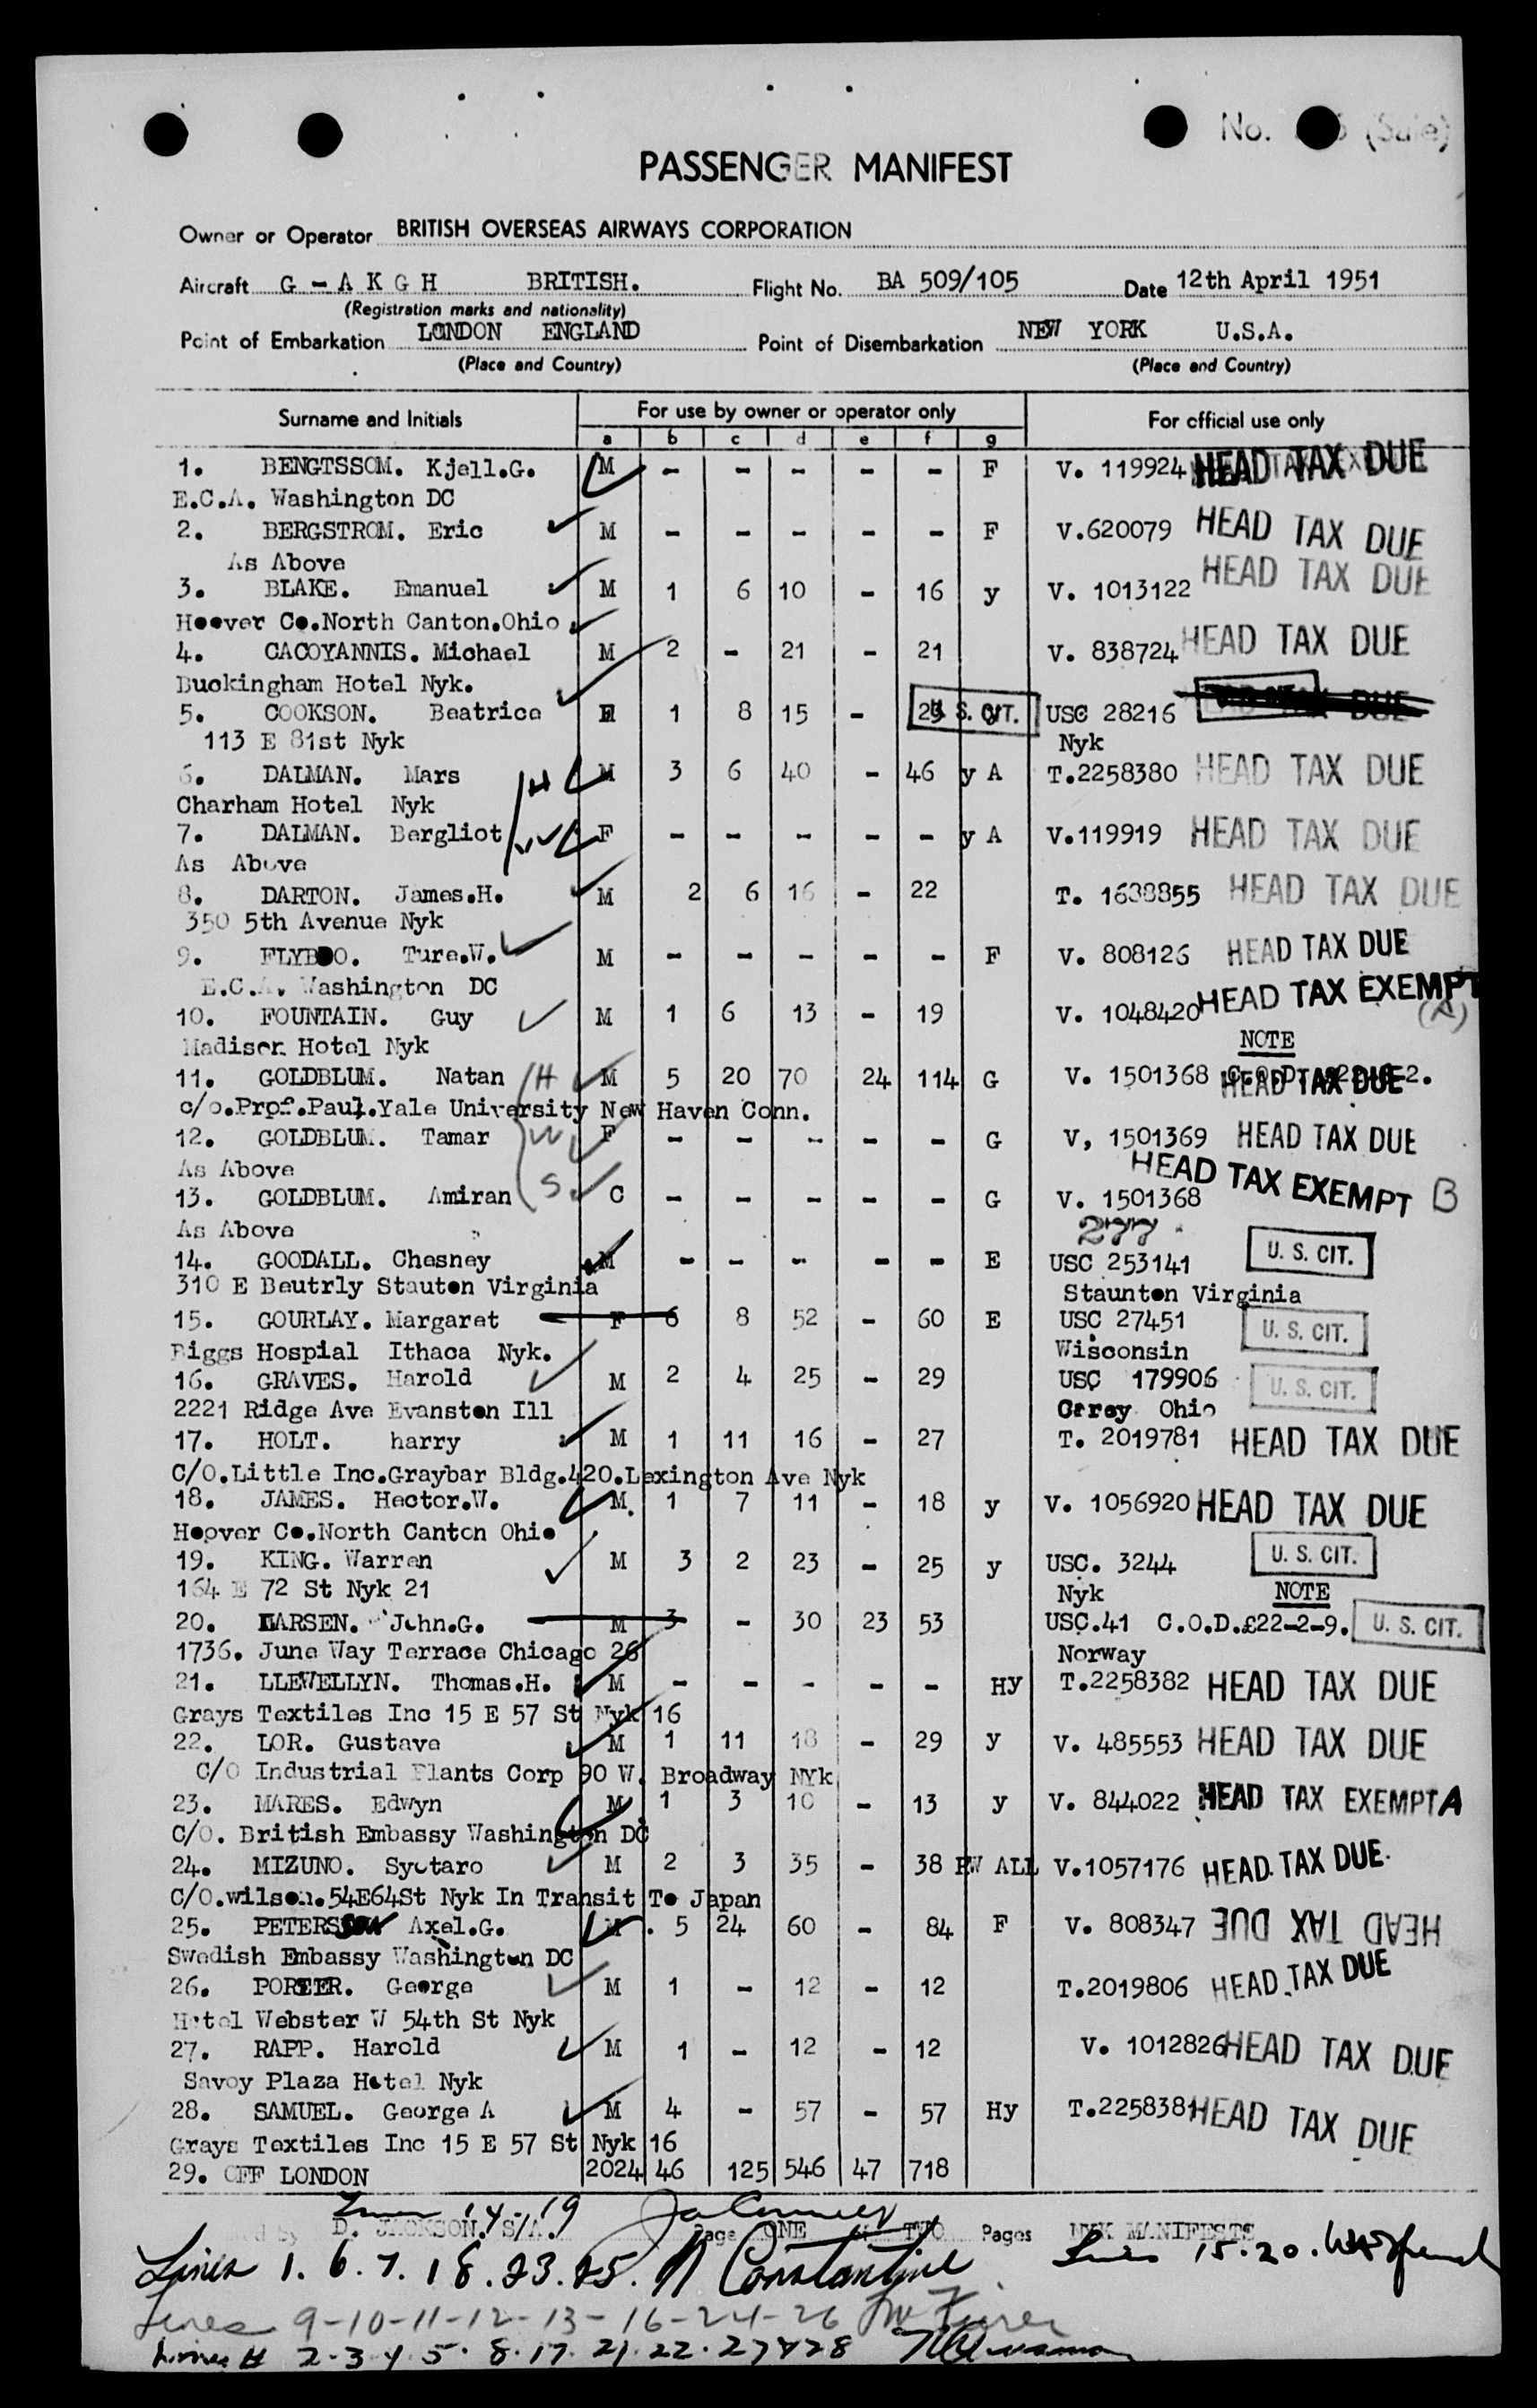 No. (Sale)
PASSENGER MANIFEST
Owner or Operator BRITISH OVERSEAS AIRWAYS CORPORATION
Aircraft G - A K G H BRITISH. Flight No. BA 509/105 Date 12th April 1951
(Registration marks and nationality)
Point of Embarkation LONDON ENGLAND Point of Disembarkation NEW YORK U.S.A.
(Place and Country) (Place and Country)
Surname and Initials For use by owner or operator only For official use only
a b c d e f g
1. BENGTSSOM. Kjell.G. M - - - - - F V. 119924 HEAD TAX DUE
E.C.A. Washington DC
2. BERGSTROM. Eric M - - - - - F V.620079 HEAD TAX DUE
As Above
3. BLAKE. Emanuel M 1 6 10 - 16 y V. 1013122 HEAD TAX DUE
Hoover Co.North Canton.Ohio
4. CACOYANNIS. Michael M 2 - 21 - 21 V. 838724 HEAD TAX DUE
Buckingham Hotel Nyk.
5. COOKSON. Beatrice 1 8 15 - 23 y U.S. CIT. USC 28216
113 E 81st Nyk Nyk
6. DALMAN. Mars H M 3 6 40 - 46 y A T.2258380 HEAD TAX DUE
Charham Hotel Nyk
7. DALMAN. Bergliot W F - - - - - y A V.119919 HEAD TAX DUE
As Above
8. DARTON. James.H. M 2 6 16 - 22 T. 1638855 HEAD TAX DUE
350 5th Avenue Nyk
9. Ture.W. M - - - - - F V. 808126 HEAD TAX DUE
E.C.A. Washington DC
10. FOUNTAIN. Guy M 1 6 13 - 19 V. 1048420 HEAD TAX EXEMPT (A)
Madison Hotel Nyk NOTE
11. GOLDBLUM. Natan H M 5 20 70 24 114 G V. 1501368 HEAD TAX DUE
c/o.Prof.Paul.Yale University New Haven Conn.
12. GOLDBLUM. Tamar W F - - - - - G V, 1501369 HEAD TAX DUE
As Above
13. GOLDBLUM. Amiran S C - - - - - G V. 1501368 HEAD TAX EXEMPT B
As Above 277
14. GOODALL. Chesney M - - - - - E USC 253141 U. S. CIT.
310 E Beutrly Stauton Virginia Staunton Virginia
15. GOURLAY. Margaret F 6 8 52 - 60 E USC 27451 U. S. CIT.
Biggs Hospial Ithaca Nyk. Wisconsin
16. GRAVES. Harold M 2 4 25 - 29 USC 179906 U. S. CIT.
2221 Ridge Ave Evanston Ill Carey Ohio
17. HOLT. harry M 1 11 16 - 27 T. 2019781 HEAD TAX DUE
C/O.Little Inc.Graybar Bldg.420.Lexington Ave Nyk
18. JAMES. Hector.W. M. 1 7 11 - 18 y V. 1056920 HEAD TAX DUE
Hoover Co.North Canton Ohio
19. KING. Warren M 3 2 23 - 25 y USC. 3244 U. S. CIT.
164 E 72 St Nyk 21 Nyk NOTE
20. LARSEN. John.G. M 3 - 30 23 53 USC.41 C.O.D.£22-2-9. U. S. CIT.
1736. June Way Terrace Chicago 26 Norway
21. LLEWELLYN. Thomas.H. M - - - - - Hy T.2258382 HEAD TAX DUE
Grays Textiles Inc 15 E 57 St Nyk 16
22. LOR. Gustave M 1 11 18 - 29 y V. 485553 HEAD TAX DUE
C/O Industrial Plants Corp 90 W. Broadway NYk
23. MARES. Edwyn M 1 3 10 - 13 y V. 844022 HEAD TAX EXEMPT A
C/O. British Embassy Washington DC
24. MIZUNO. Syutaro M 2 3 35 - 38 PW ALL V.1057176 HEAD TAX DUE
C/O.wilson.54E64St Nyk In Transit To Japan
25. PETERSSON Axel.G. M . 5 24 60 - 84 F V. 808347 HEAD TAX DUE
Swedish Embassy Washington DC
26. PORTER. George M 1 - 12 - 12 T.2019806 HEAD TAX DUE
Hotel Webster W 54th St Nyk
27. RAPP. Harold M 1 - 12 - 12 V. 1012826 HEAD TAX DUE
Savoy Plaza Hotel Nyk
28. SAMUEL. George A M 4 - 57 - 57 Hy T.2258381 HEAD TAX DUE
Grays Textiles Inc 15 E 57 St Nyk 16
29. OFF LONDON 2024 46 125 546 47 718
Lines 14, 19
D. JACKSON. S/A. Page ONE of TWO Pages NYK MANIFESTS
Lines 1. 6. 7. 18. 23. 25. N Constantine Lines 15. 20.
Lines 9-10-11-12-13-16-24-26
Lines # 2-3-4.5. 8.17. 21. 22. 27 & 28